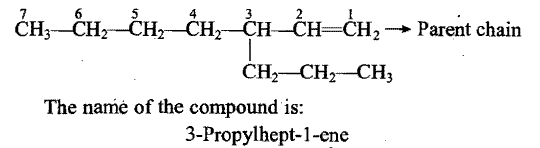 7 6 5 4 3 2 1
CH₃—CH₂—CH₂—CH₂—CH—CH=CH₂ → Parent chain
CH₂—CH₂—CH₃
The name of the compound is:
3-Propylhept-1-ene